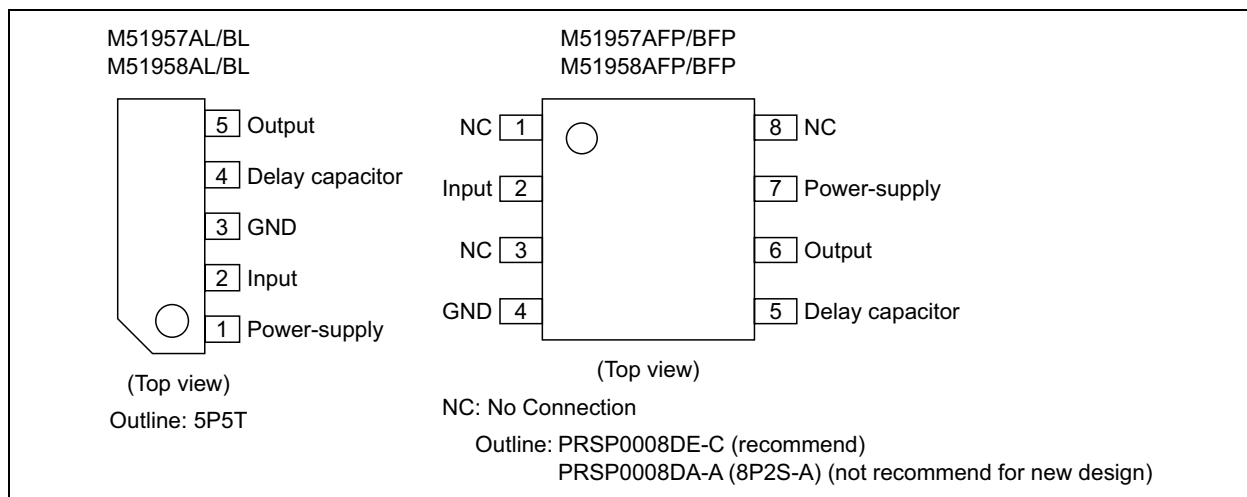 M51957AL/BL
M51958AL/BL
5 Output
4 Delay capacitor
3 GND
2 Input
1 Power-supply
(Top view)
Outline: 5P5T
M51957AFP/BFP
M51958AFP/BFP
NC 1
8 NC
Input 2
7 Power-supply
NC 3
6 Output
GND 4
5 Delay capacitor
(Top view)
NC: No Connection
Outline: PRSP0008DE-C (recommend)
PRSP0008DA-A (8P2S-A) (not recommend for new design)